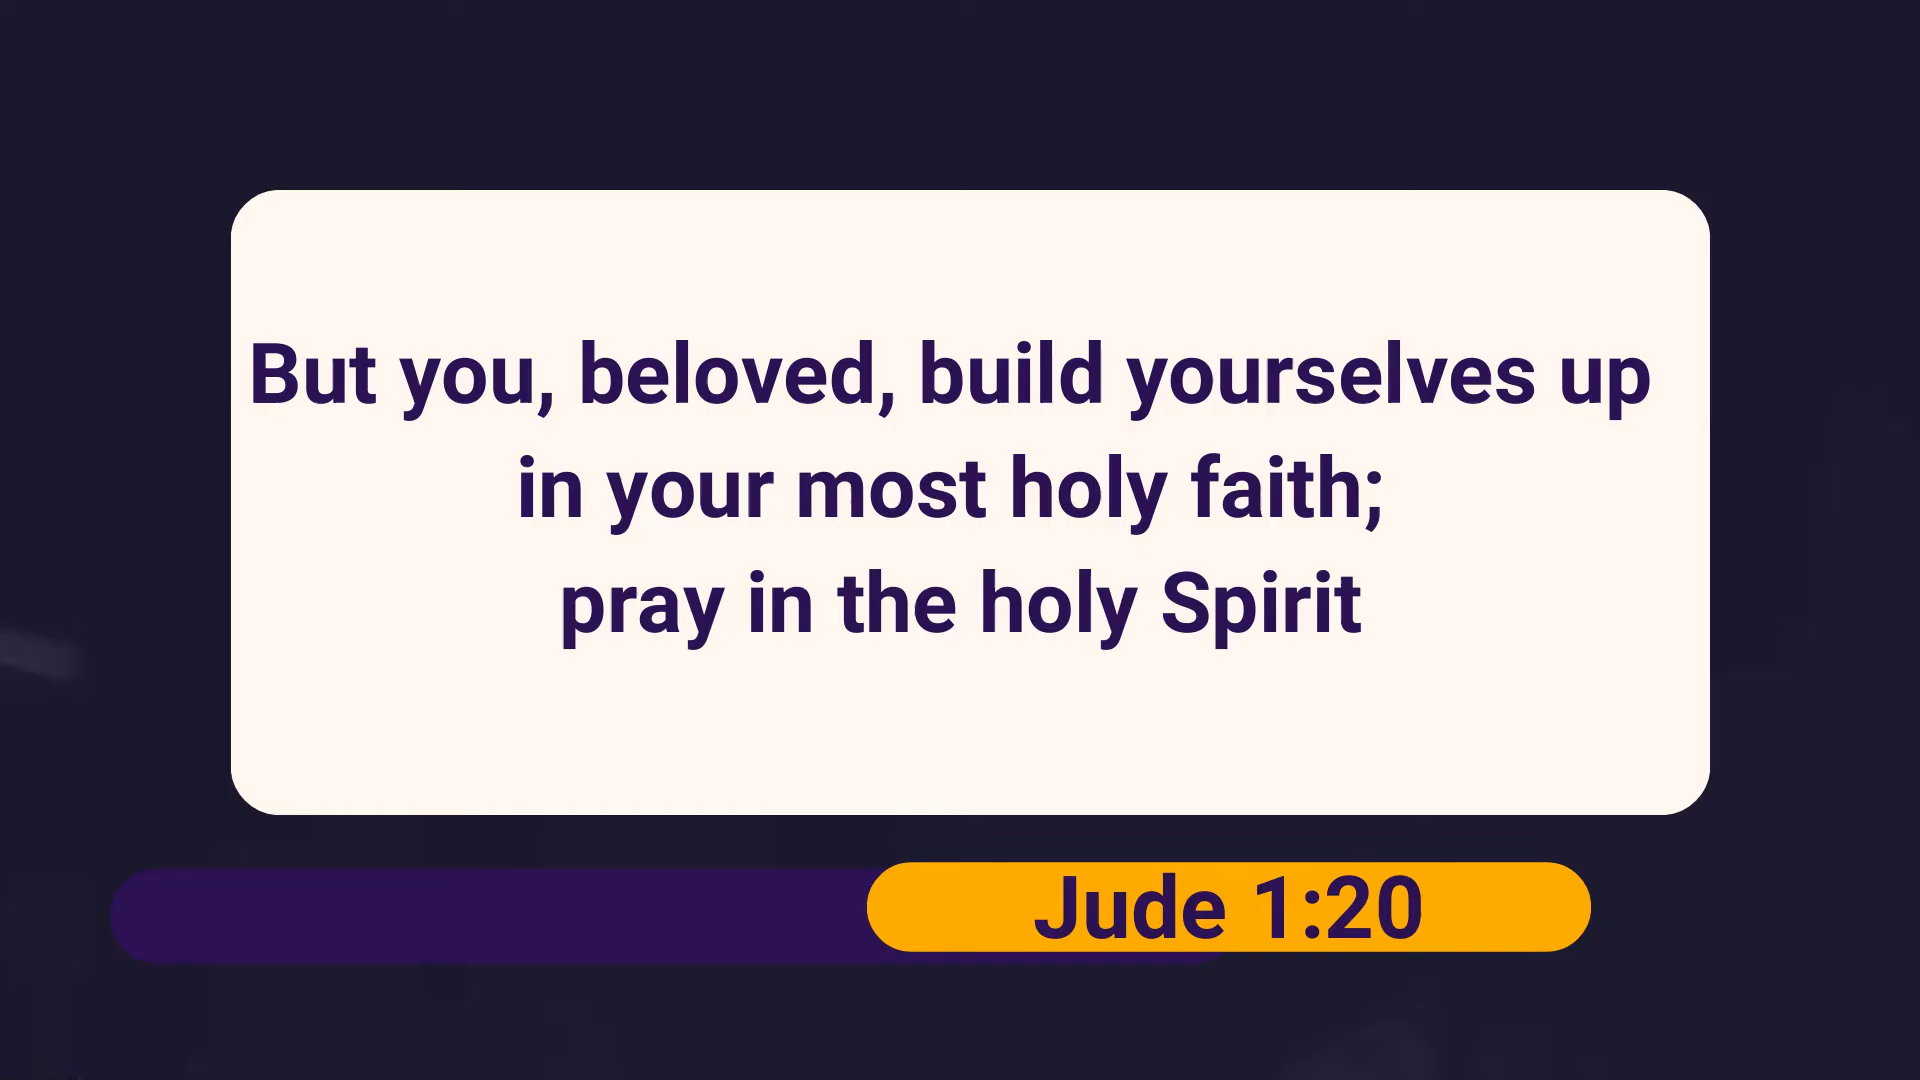 But you, beloved, build yourselves up
in your most holy faith;
pray in the holy Spirit
Jude 1:20